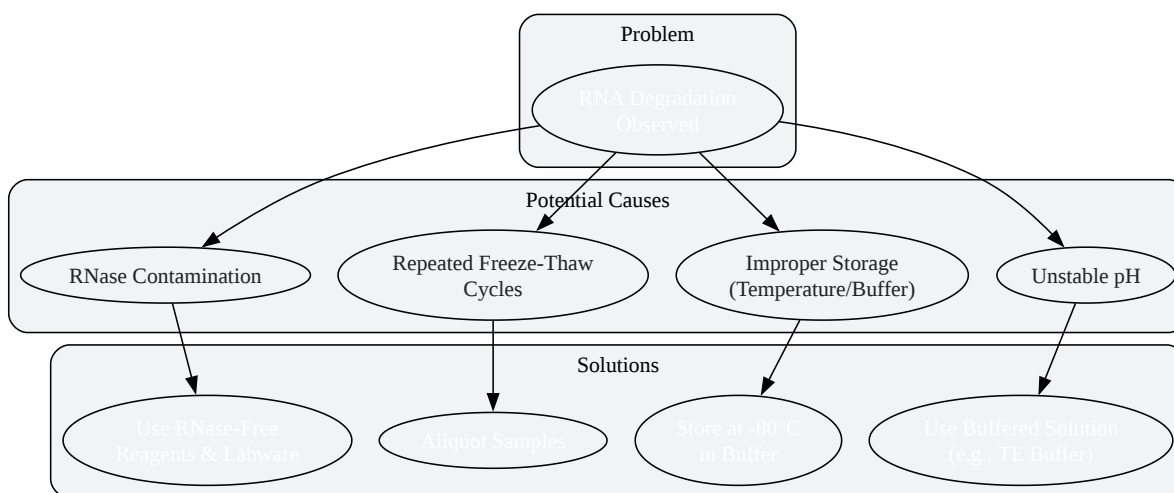 Problem
RNA Degradation
Observed
Potential Causes
RNase Contamination
Repeated Freeze-Thaw
Cycles
Improper Storage
(Temperature/Buffer)
Unstable pH
Solutions
Use RNase-Free
Reagents & Labware
Aliquot Samples
Store at -80°C
in Buffer
Use Buffered Solution
(e.g., TE Buffer)